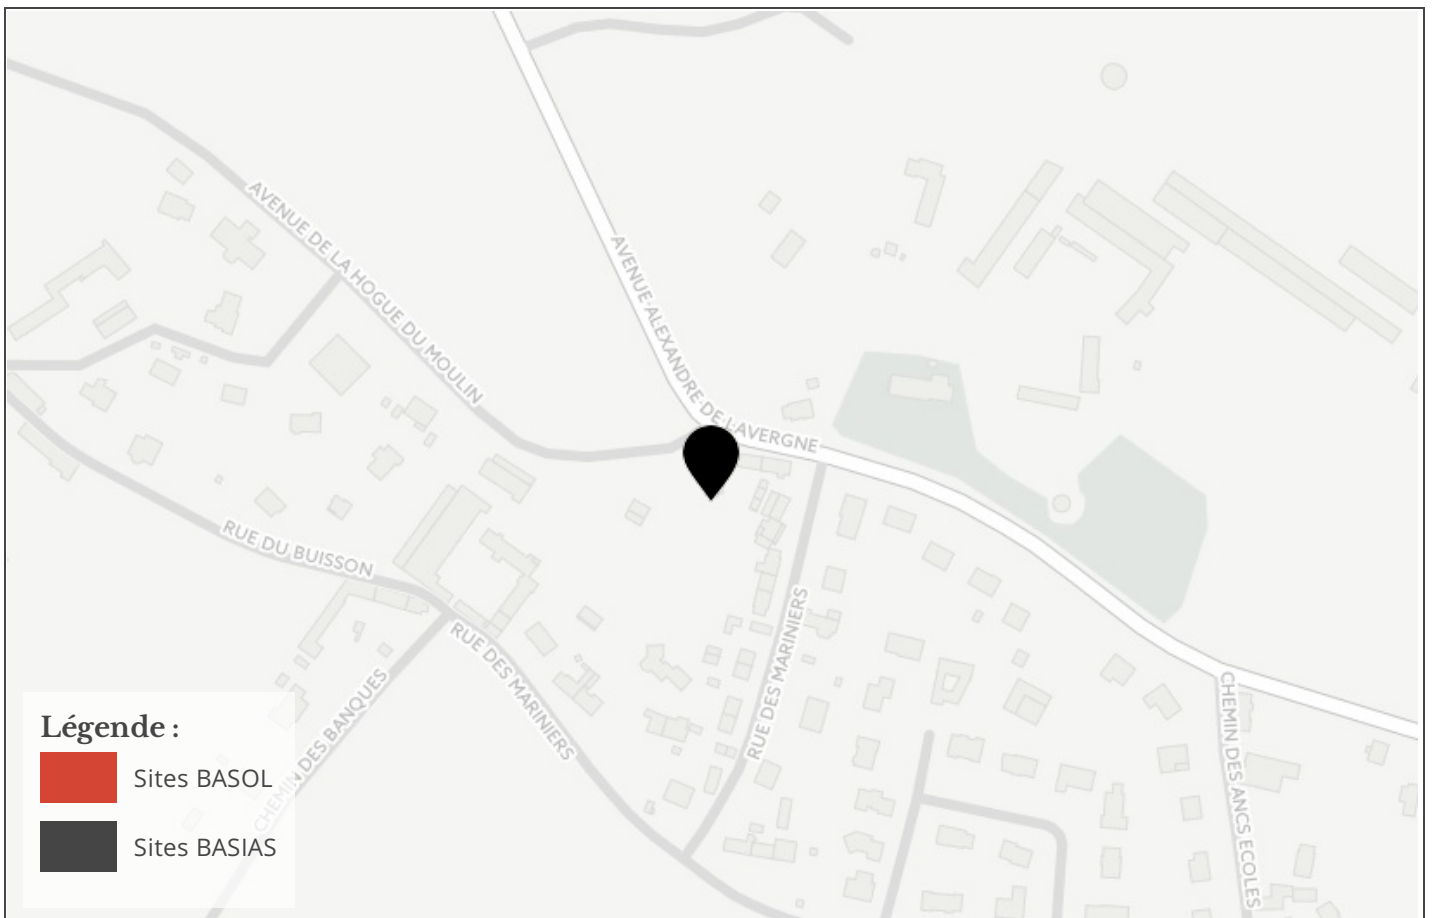 AVENUE DE LA HOGUE DU MOULIN
AVENUE ALEXANDRE DE LAVERGNE
RUE DU BUISSON
RUE DES MARINIERS
RUE DES MARINIERS
CHEMIN DES BANQUES
CHEMIN DES ANCS ECOLES
Légende :
Sites BASOL
Sites BASIAS